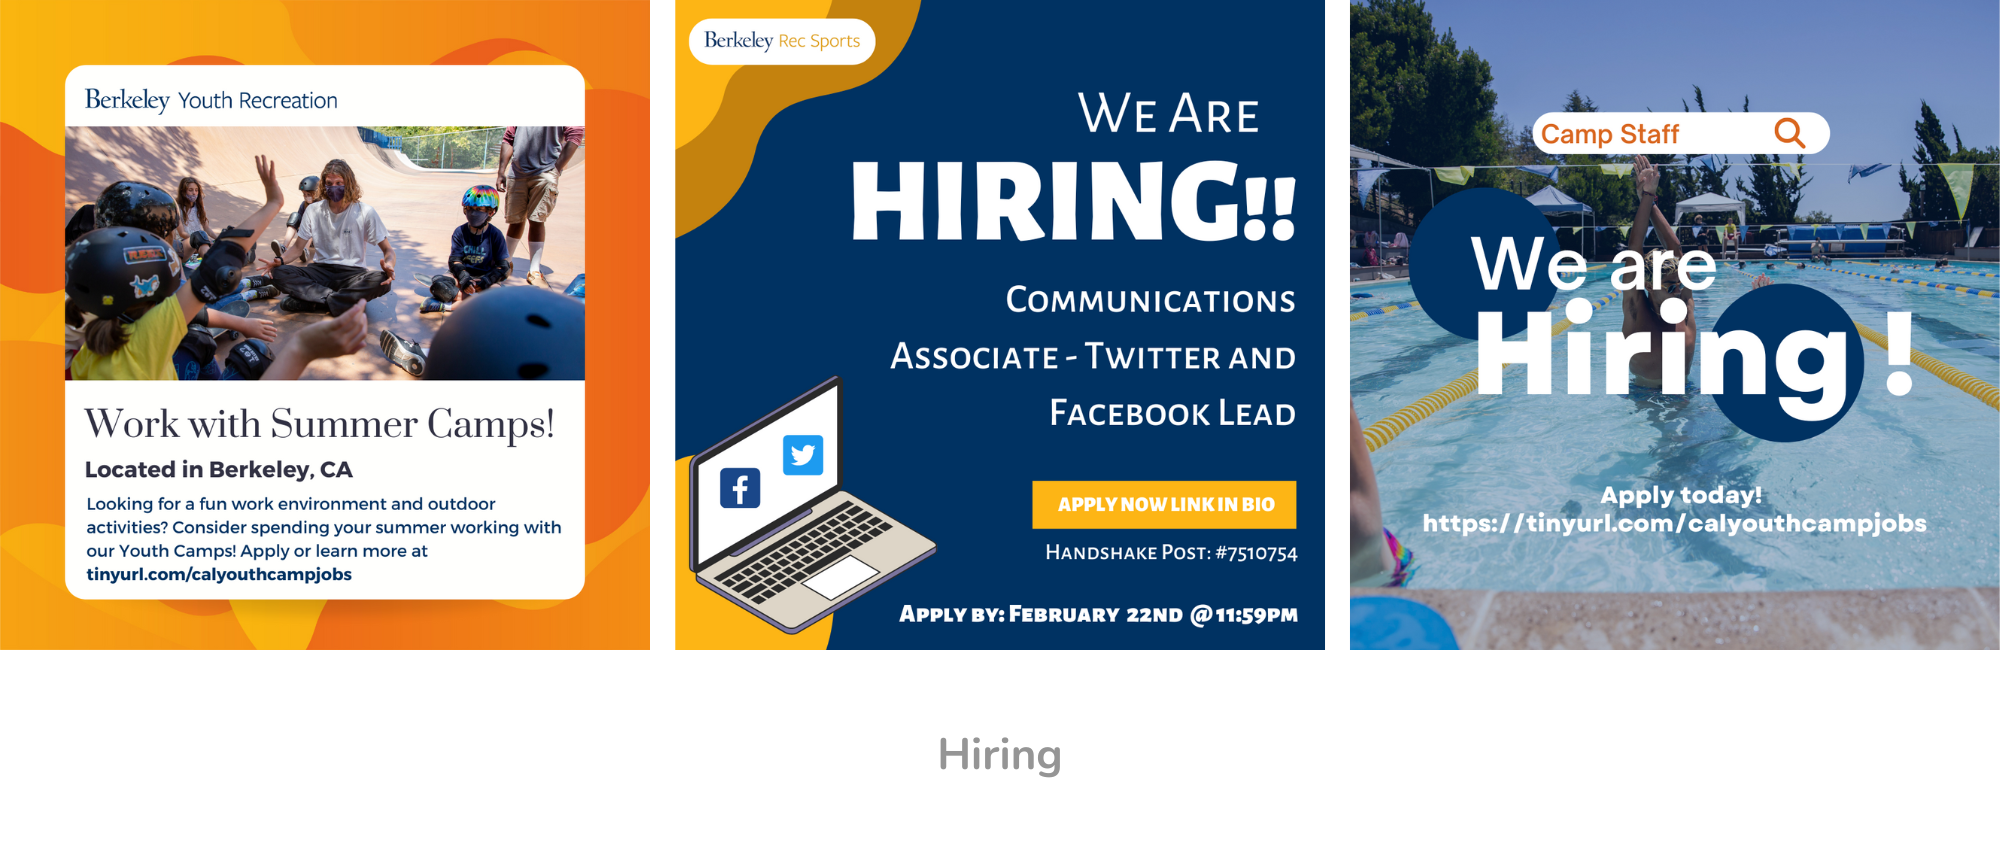 Berkeley Youth Recreation
Work with Summer Camps!
Located in Berkeley, CA
Looking for a fun work environment and outdoor
activities? Consider spending your summer working with
our Youth Camps! Apply or learn more at
tinyurl.com/calyouthcampjobs
Berkeley Rec Sports
We Are
HIRING!!
Communications
Associate - Twitter and
Facebook Lead
APPLY NOW LINK IN BIO
Handshake Post: #7510754
Apply by: February 22nd @ 11:59pm
Camp Staff
We are
Hiring !
Apply today!
https://tinyurl.com/calyouthcampjobs
Hiring